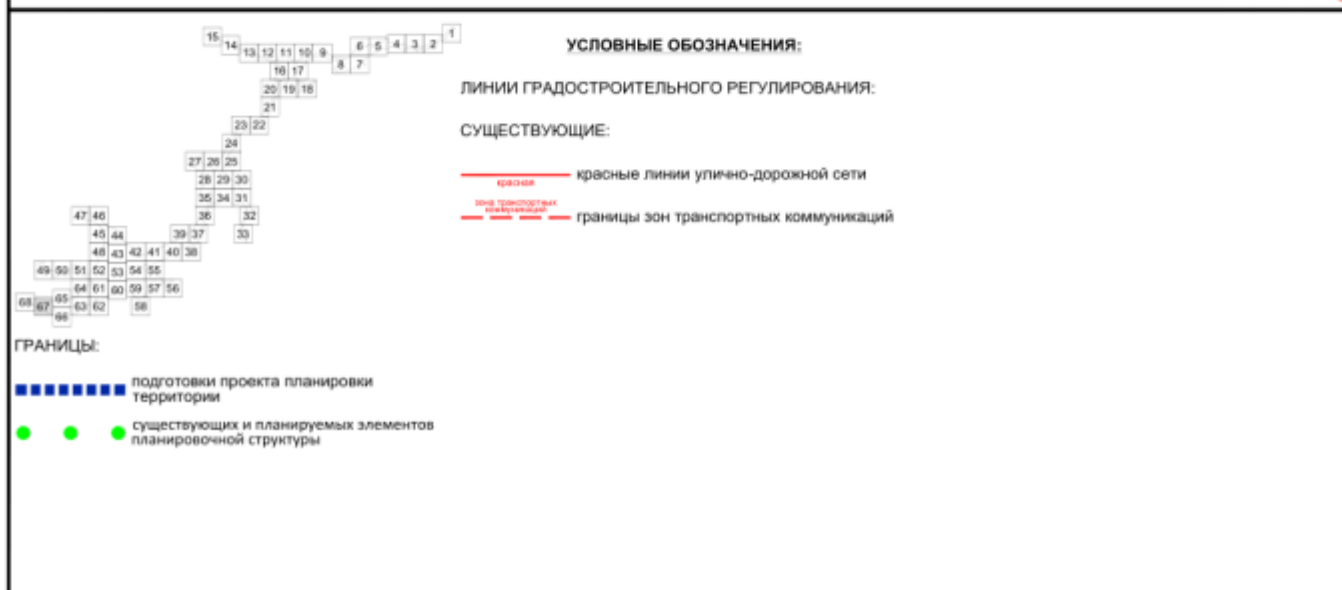 15
14
13 12 11 10 9
8 7
6 5 4 3 2
1
16 17
20 19 18
21
23 22
24
27 26 25
28 29 30
35 34 31
36 32
39 37 33
47 46
45 44
48 43 42 41 40 38
49 50 51 52 53 54 55
64 61 60 59 57 56
68 67 65 63 62 58
66
УСЛОВНЫЕ ОБОЗНАЧЕНИЯ:
ЛИНИИ ГРАДОСТРОИТЕЛЬНОГО РЕГУЛИРОВАНИЯ:
СУЩЕСТВУЮЩИЕ:
красная
красные линии улично-дорожной сети
зона транспортных
коммуникаций
границы зон транспортных коммуникаций
ГРАНИЦЫ:
подготовки проекта планировки
территории
существующих и планируемых элементов
планировочной структуры